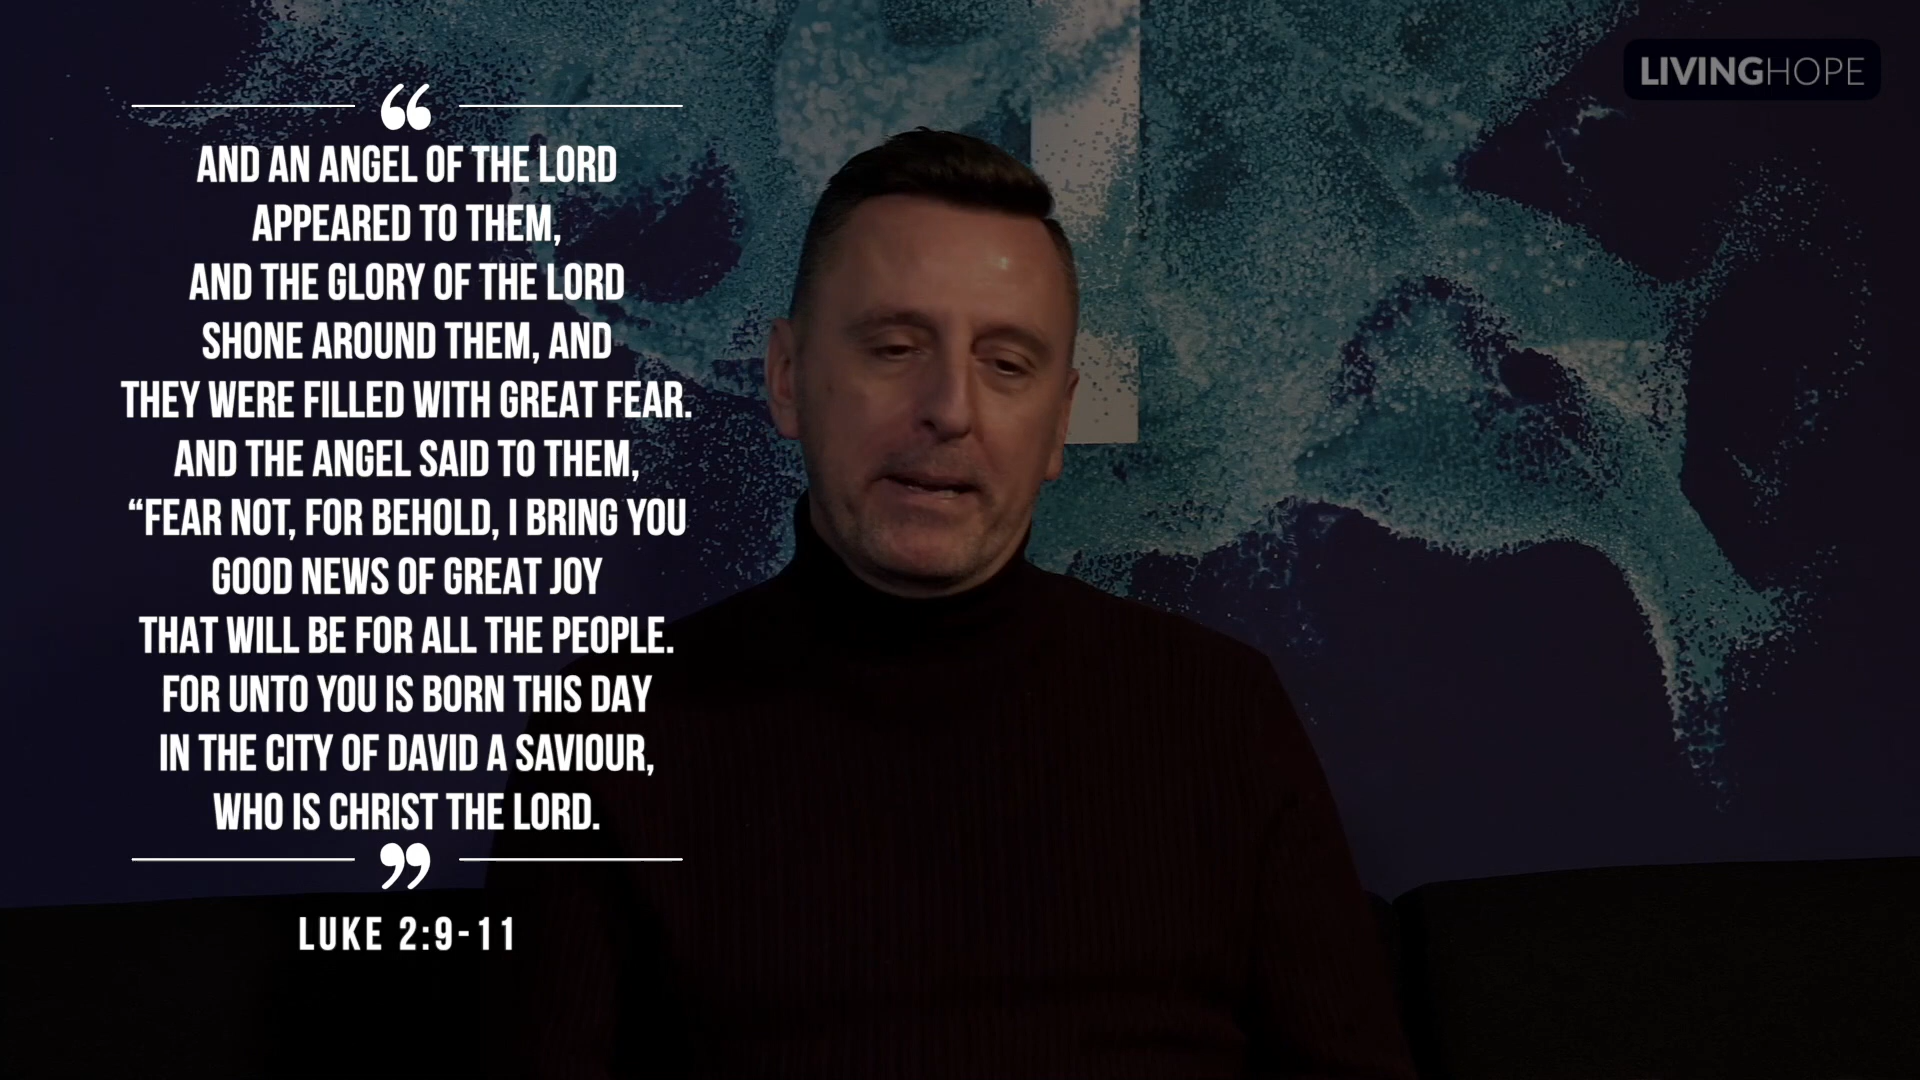 LIVINGHOPE
“
AND AN ANGEL OF THE LORD
APPEARED TO THEM,
AND THE GLORY OF THE LORD
SHONE AROUND THEM, AND
THEY WERE FILLED WITH GREAT FEAR.
AND THE ANGEL SAID TO THEM,
“FEAR NOT, FOR BEHOLD, I BRING YOU
GOOD NEWS OF GREAT JOY
THAT WILL BE FOR ALL THE PEOPLE.
FOR UNTO YOU IS BORN THIS DAY
IN THE CITY OF DAVID A SAVIOUR,
WHO IS CHRIST THE LORD.
”
LUKE 2:9-11